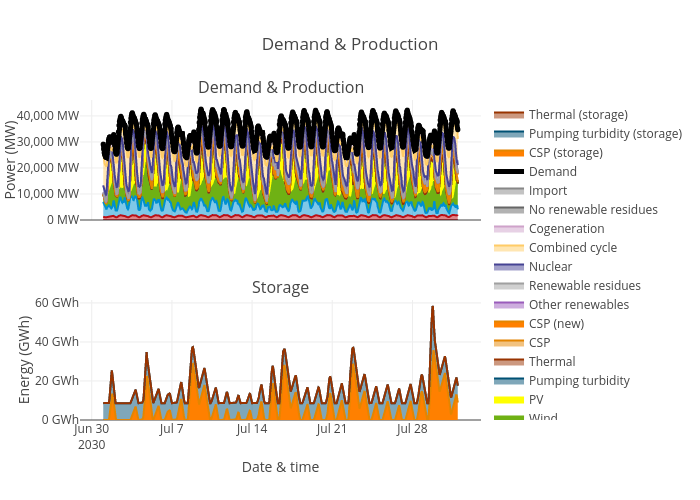 Demand & Production
Demand & Production
Power (MW)
40,000 MW
30,000 MW
20,000 MW
10,000 MW
0 MW
Storage
Energy (GWh)
60 GWh
40 GWh
20 GWh
0 GWh
Jun 30
2030
Jul 7
Jul 14
Jul 21
Jul 28
Date & time
Thermal (storage)
Pumping turbidity (storage)
CSP (storage)
Demand
Import
No renewable residues
Cogeneration
Combined cycle
Nuclear
Renewable residues
Other renewables
CSP (new)
CSP
Thermal
Pumping turbidity
PV
Wind